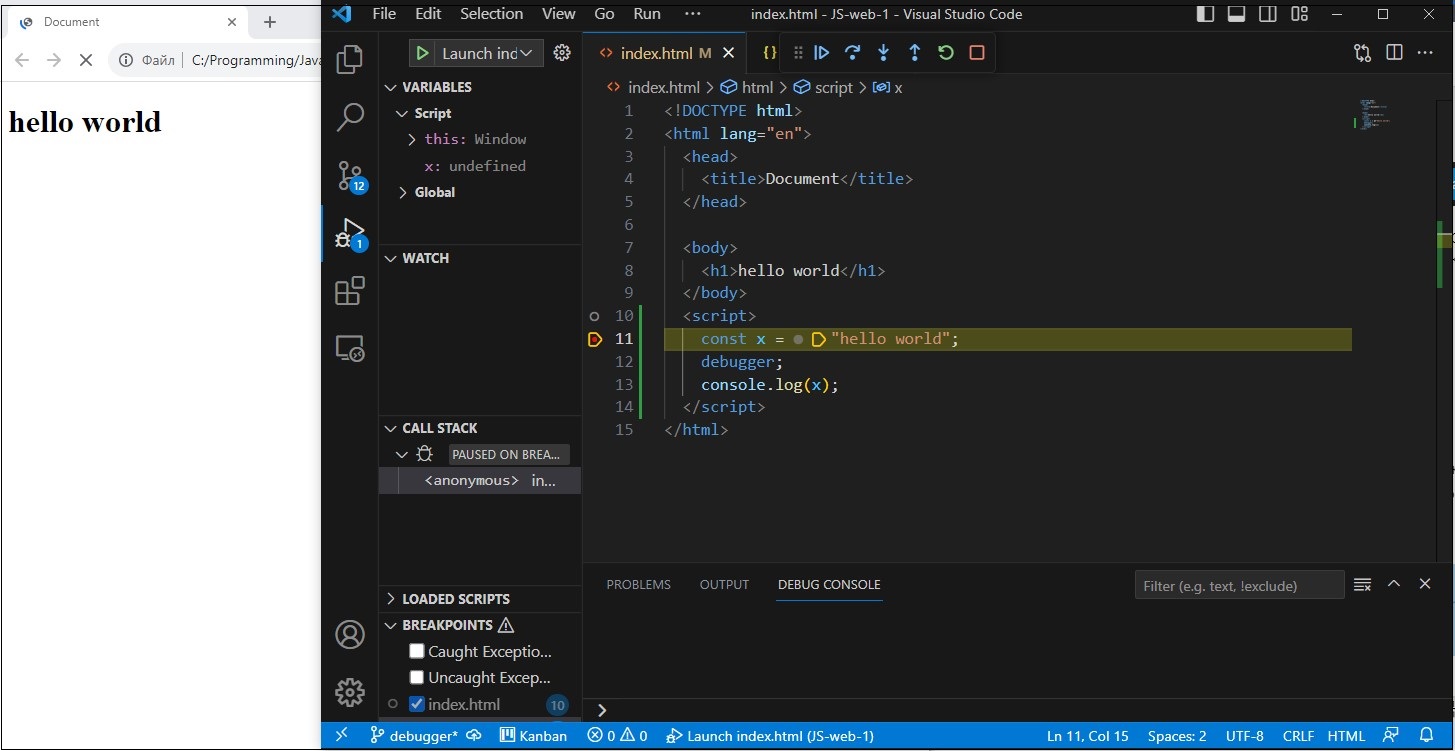 Document
Файл
C:/Programming/Java
hello world
File Edit Selection View Go Run ··· index.html - JS-web-1 - Visual Studio Code
Launch ind
12
1
VARIABLES
Script
this: Window
x: undefined
Global
WATCH
CALL STACK
PAUSED ON BREA...
<anonymous> in...
LOADED SCRIPTS
BREAKPOINTS
Caught Exceptio...
Uncaught Excep...
index.html 10
index.html M {}
index.html > html > script > x
1 <!DOCTYPE html>
2 <html lang="en">
3 <head>
4 <title>Document</title>
5 </head>
6
7 <body>
8 <h1>hello world</h1>
9 </body>
10 <script>
11 const x = "hello world";
12 debugger;
13 console.log(x);
14 </script>
15 </html>
PROBLEMS OUTPUT DEBUG CONSOLE
Filter (e.g. text, !exclude)
debugger* Kanban 0 0 Launch index.html (JS-web-1) Ln 11, Col 15 Spaces: 2 UTF-8 CRLF HTML